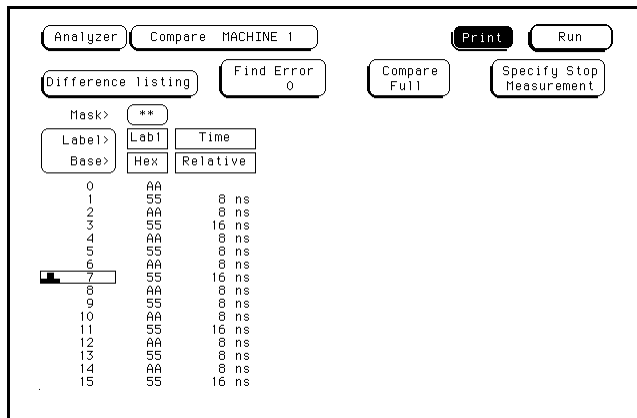 Analyzer Compare MACHINE 1 Print Run
Difference listing Find Error 0 Compare Full Specify Stop Measurement
Mask> **
Label> Lab1 Time
Base> Hex Relative
0 AA
1 55 8 ns
2 AA 8 ns
3 55 16 ns
4 AA 8 ns
5 55 8 ns
6 AA 8 ns
7 55 16 ns
8 AA 8 ns
9 55 8 ns
10 AA 8 ns
11 55 16 ns
12 AA 8 ns
13 55 8 ns
14 AA 8 ns
15 55 16 ns